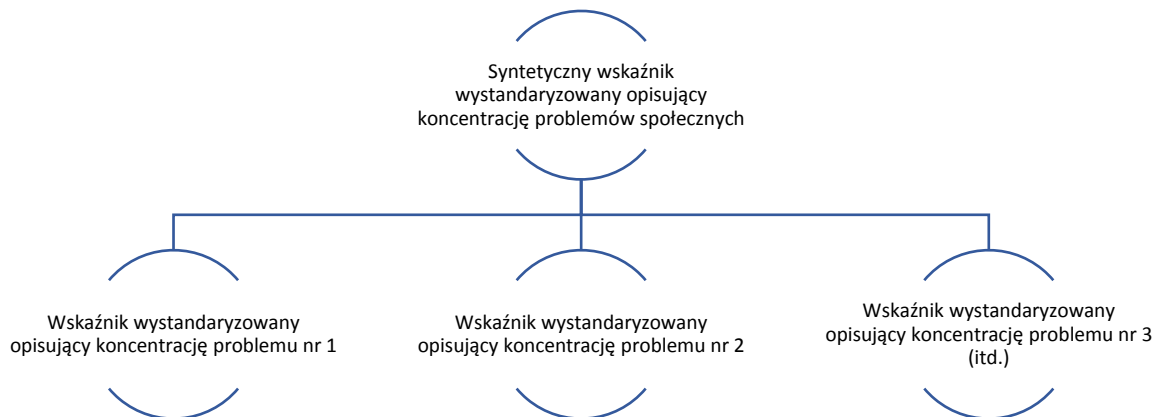 Syntetyczny wskaźnik
wystandaryzowany opisujący
koncentrację problemów społecznych
Wskaźnik wystandaryzowany
opisujący koncentrację problemu nr 1
Wskaźnik wystandaryzowany
opisujący koncentrację problemu nr 2
Wskaźnik wystandaryzowany
opisujący koncentrację problemu nr 3
(itd.)